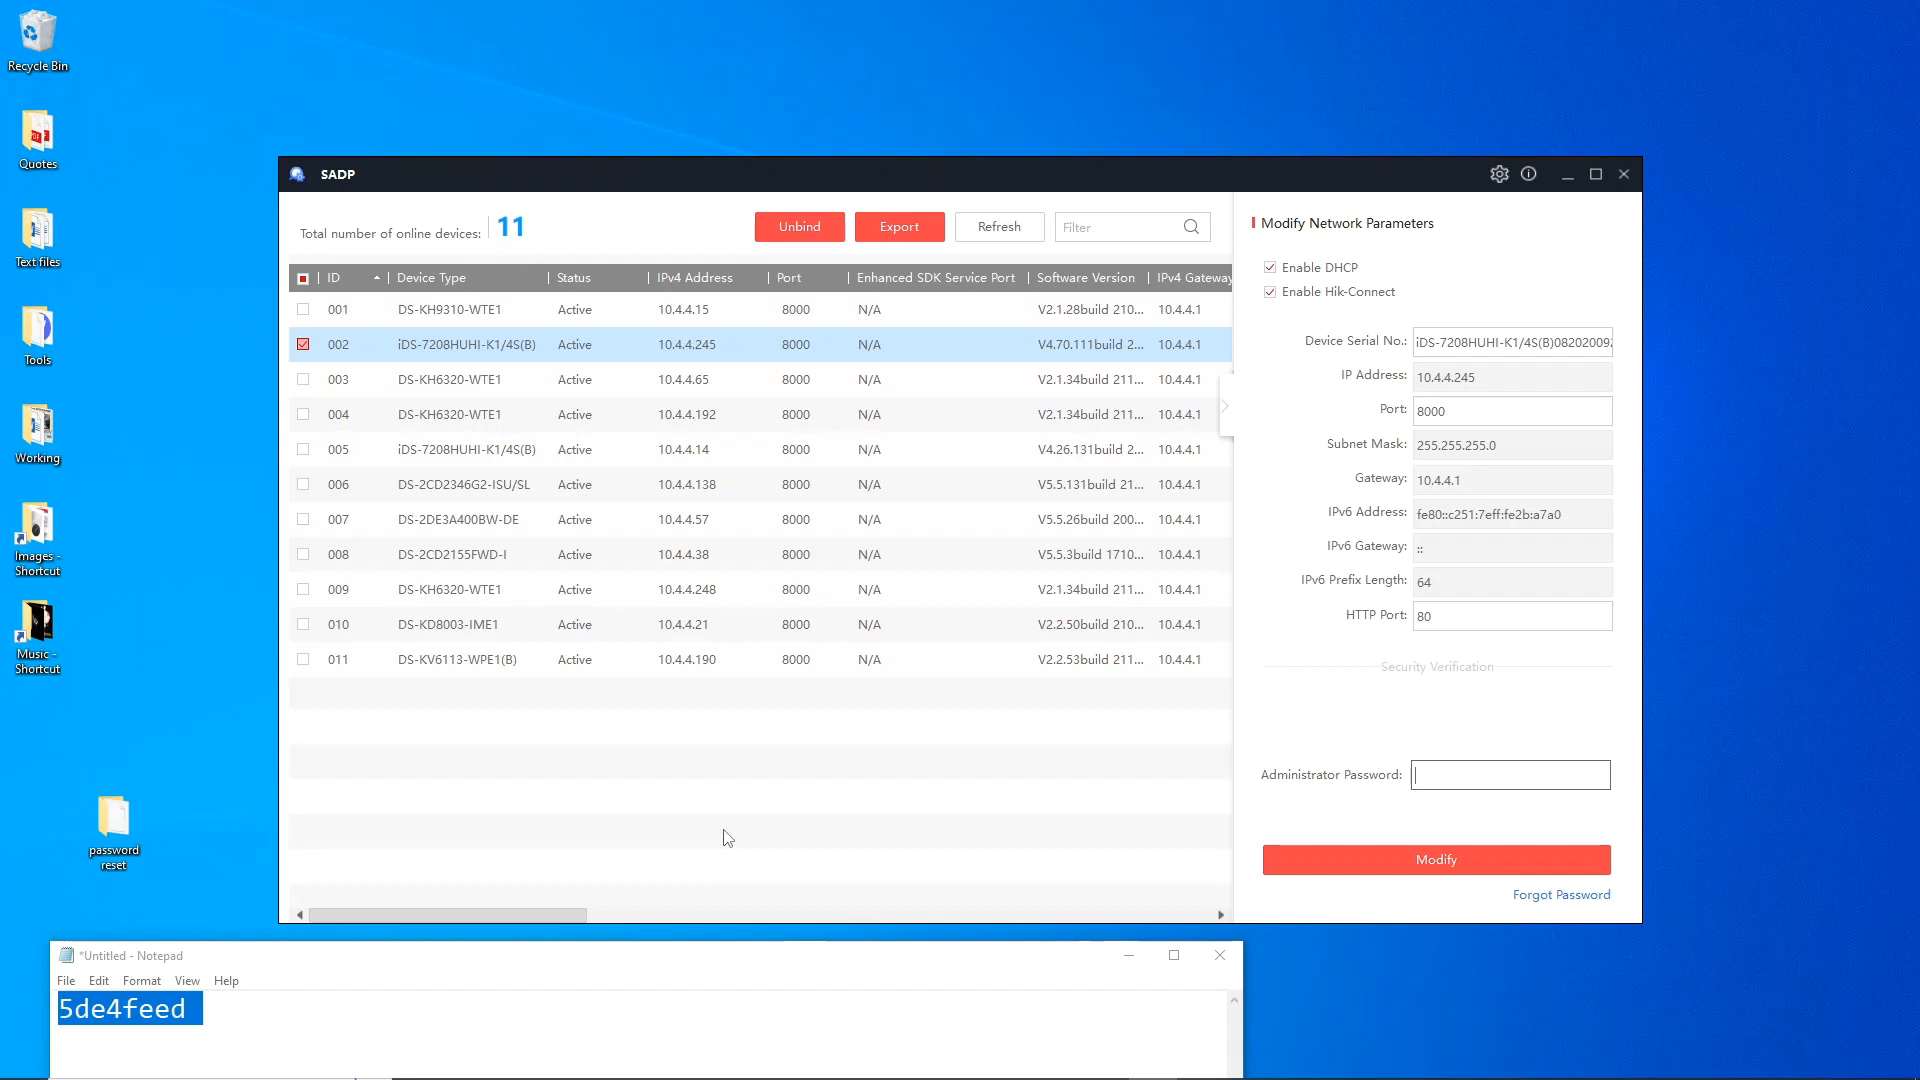 Recycle Bin
Quotes
Text files
Tools
Working
Images -
Shortcut
Music -
Shortcut
password
reset
SADP
Total number of online devices: 11
Unbind
Export
Refresh
Filter
ID Device Type Status IPv4 Address Port Enhanced SDK Service Port Software Version IPv4 Gateway
001 DS-KH9310-WTE1 Active 10.4.4.15 8000 N/A V2.1.28build 210... 10.4.4.1
002 iDS-7208HUHI-K1/4S(B) Active 10.4.4.245 8000 N/A V4.70.111build 2... 10.4.4.1
003 DS-KH6320-WTE1 Active 10.4.4.65 8000 N/A V2.1.34build 211... 10.4.4.1
004 DS-KH6320-WTE1 Active 10.4.4.192 8000 N/A V2.1.34build 211... 10.4.4.1
005 iDS-7208HUHI-K1/4S(B) Active 10.4.4.14 8000 N/A V4.26.131build 2... 10.4.4.1
006 DS-2CD2346G2-ISU/SL Active 10.4.4.138 8000 N/A V5.5.131build 21... 10.4.4.1
007 DS-2DE3A400BW-DE Active 10.4.4.57 8000 N/A V5.5.26build 200... 10.4.4.1
008 DS-2CD2155FWD-I Active 10.4.4.38 8000 N/A V5.5.3build 1710... 10.4.4.1
009 DS-KH6320-WTE1 Active 10.4.4.248 8000 N/A V2.1.34build 211... 10.4.4.1
010 DS-KD8003-IME1 Active 10.4.4.21 8000 N/A V2.2.50build 210... 10.4.4.1
011 DS-KV6113-WPE1(B) Active 10.4.4.190 8000 N/A V2.2.53build 211... 10.4.4.1
Modify Network Parameters
Enable DHCP
Enable Hik-Connect
Device Serial No.: iDS-7208HUHI-K1/4S(B)082020092
IP Address: 10.4.4.245
Port: 8000
Subnet Mask: 255.255.255.0
Gateway: 10.4.4.1
IPv6 Address: fe80::c251:7eff:fe2b:a7a0
IPv6 Gateway: ::
IPv6 Prefix Length: 64
HTTP Port: 80
Security Verification
Administrator Password:
Modify
Forgot Password
*Untitled - Notepad
File Edit Format View Help
5de4feed